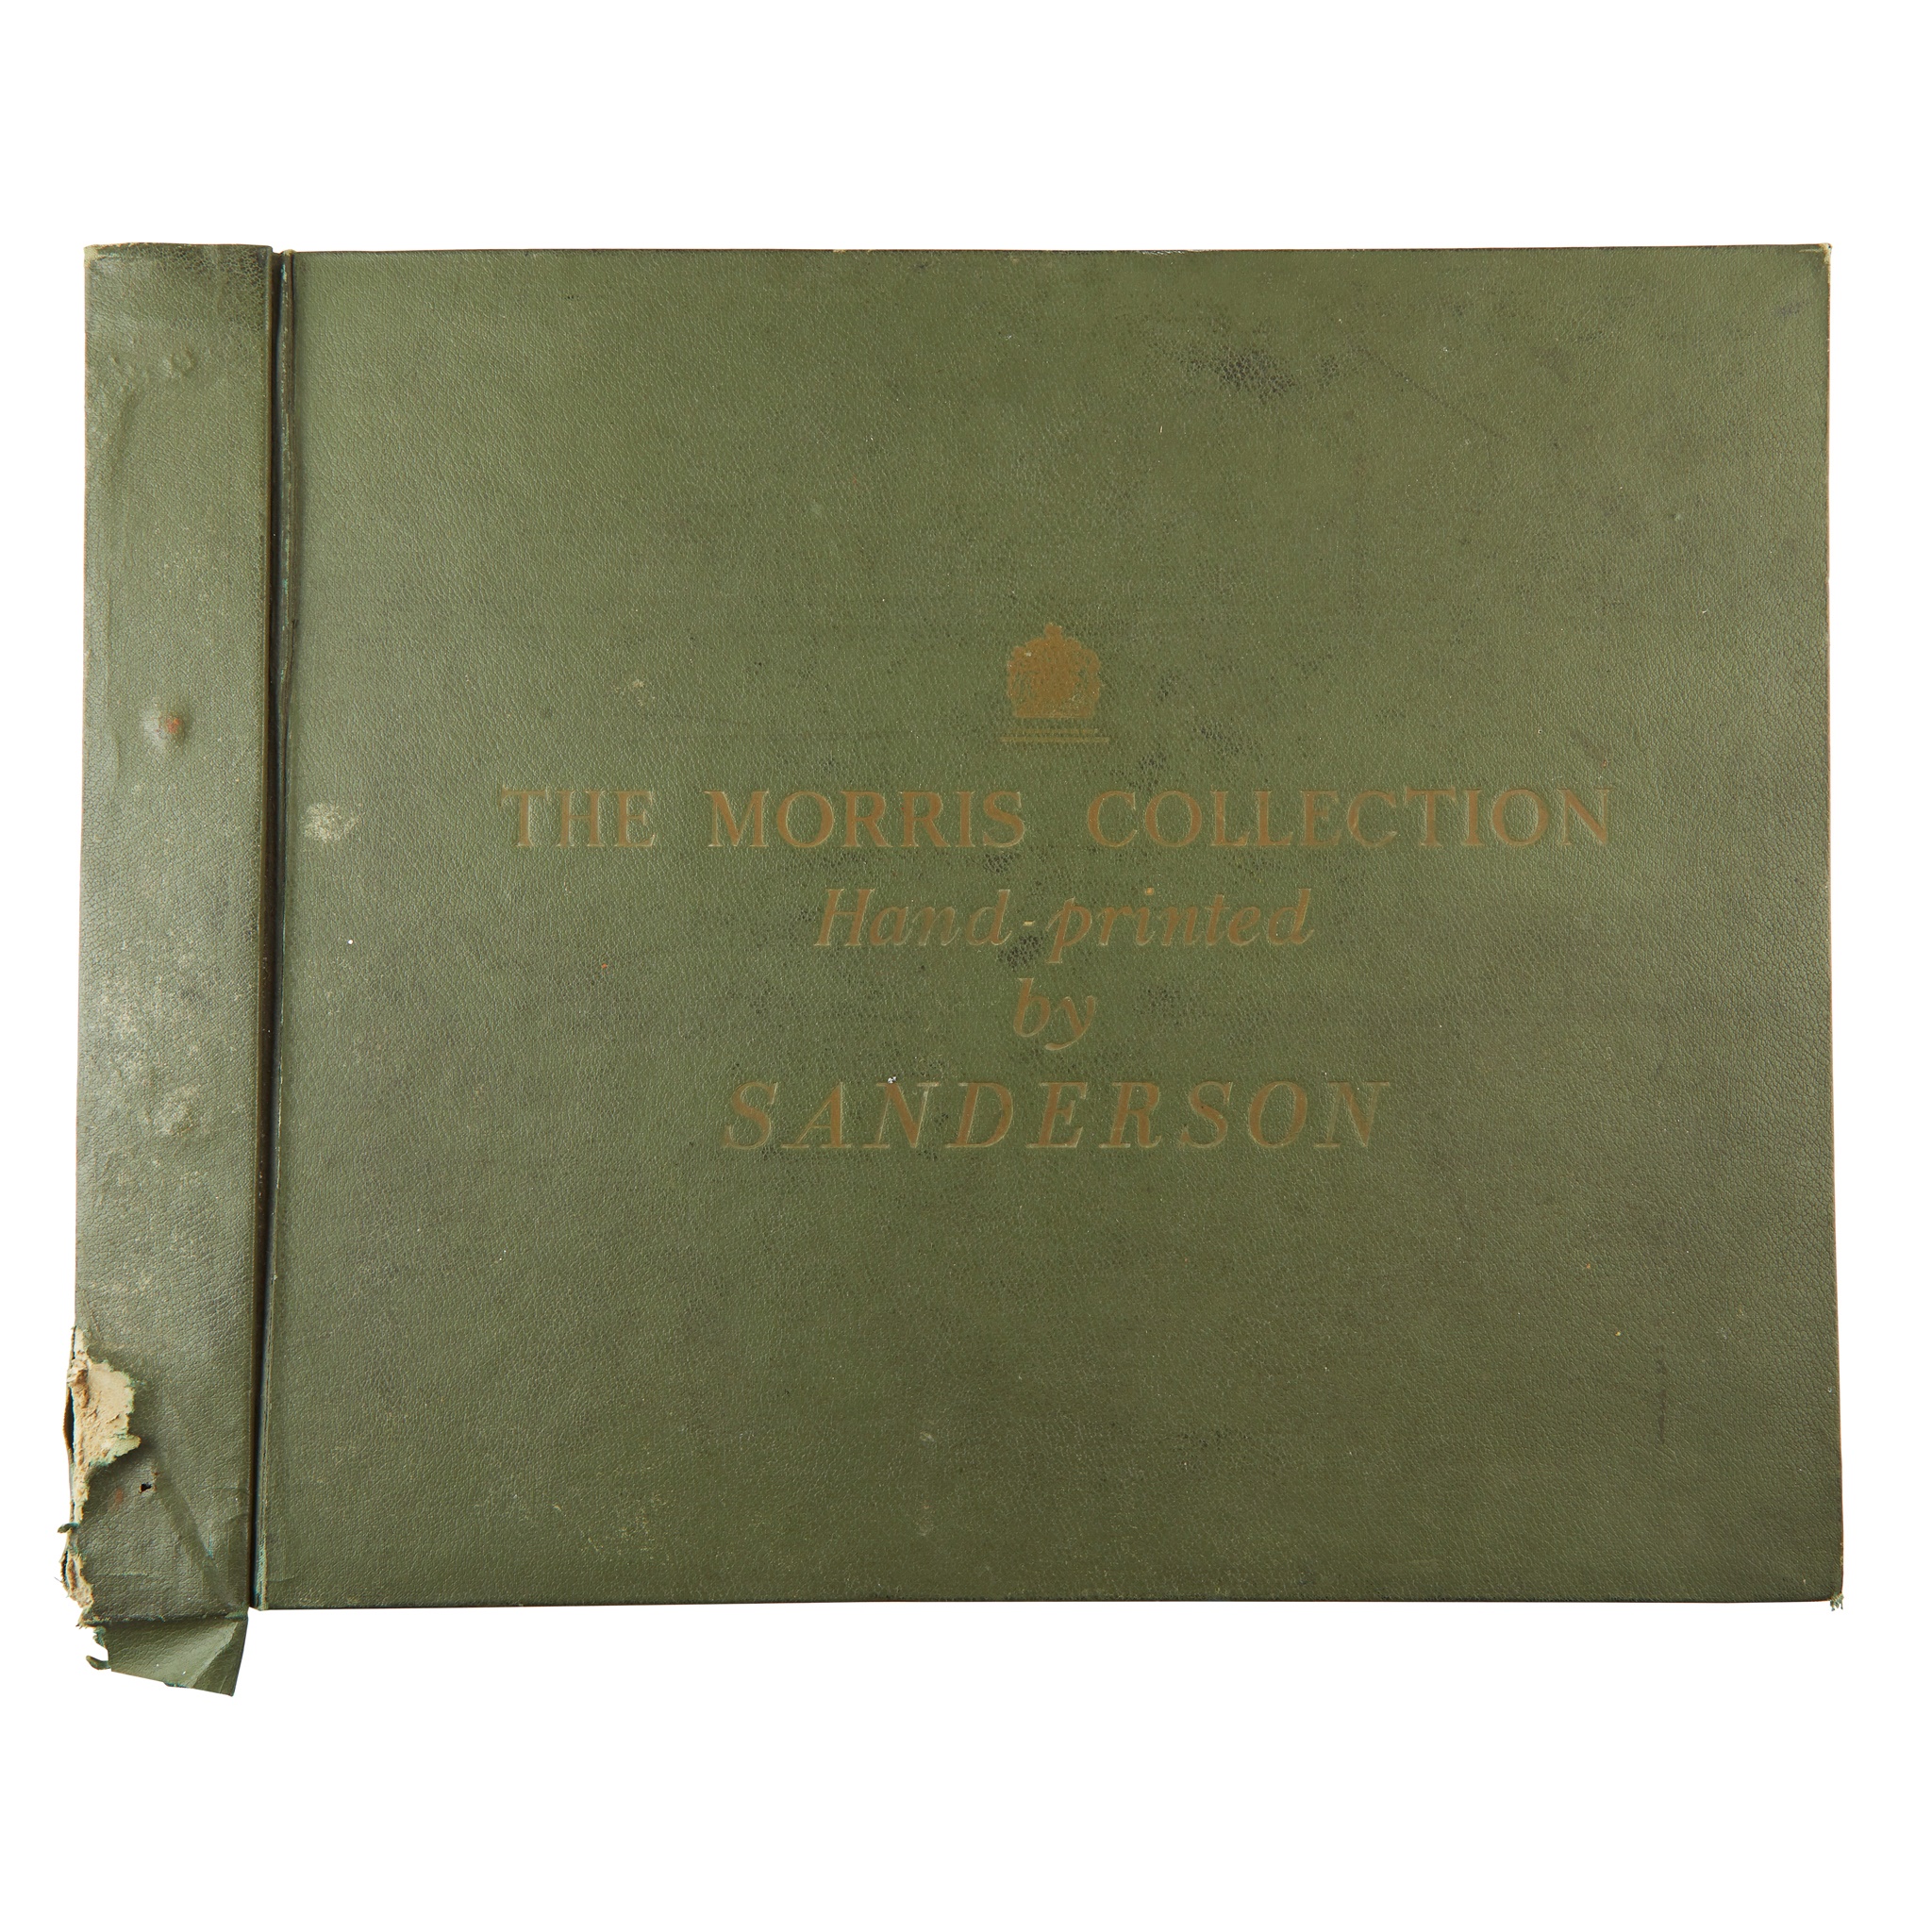 THE MORRIS COLLECTION
Hand-printed
by
SANDERSON